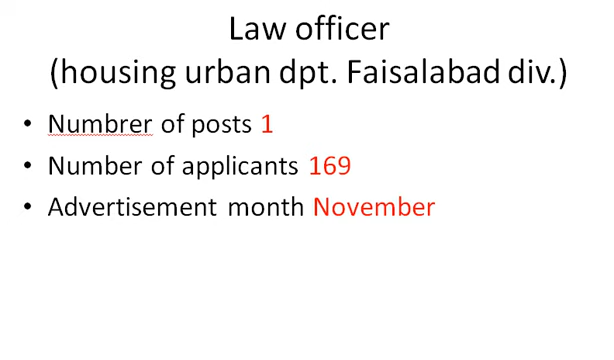 Law officer
(housing urban dpt. Faisalabad div.)
• Numbrer of posts 1
• Number of applicants 169
• Advertisement month November